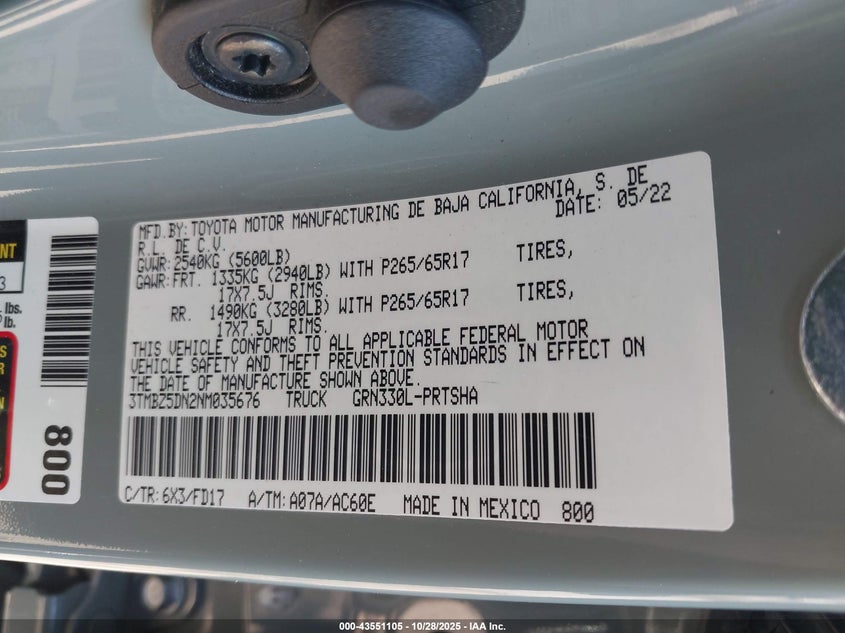 MFD.BY: TOYOTA MOTOR MANUFACTURING DE BAJA CALIFORNIA, S. DE
R.L. DE C.V. DATE: 05/22
GVWR: 2540KG (5600LB)
GAWR: FRT. 1335KG (2940LB) WITH P265/65R17 TIRES,
17X7.5J RIMS.
RR. 1490KG (3280LB) WITH P265/65R17 TIRES,
17X7.5J RIMS.
THIS VEHICLE CONFORMS TO ALL APPLICABLE FEDERAL MOTOR
VEHICLE SAFETY AND THEFT PREVENTION STANDARDS IN EFFECT ON
THE DATE OF MANUFACTURE SHOWN ABOVE.
3TMBZ5DN2NM035676 TRUCK GRN330L-PRTSHA
C/TR: 6X3/FD17 A/TM: A07A/AC60E MADE IN MEXICO 800
NT
3
lbs.
lb.
S
R
800
000-43551105 - 10/28/2025 - IAA, Inc.